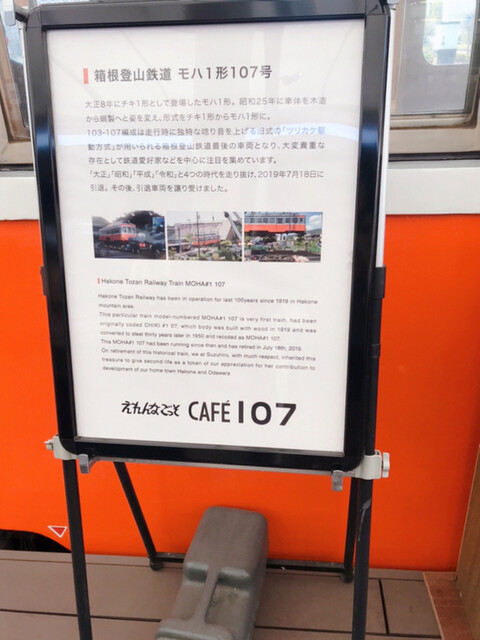 箱根登山鉄道 モハ1形107号
大正8年にチキ1形として登場したモハ1形。昭和25年に車体を木造
から鋼製へと姿を変え、形式をチキ1形からモハ1形に。
103-107編成は走行時に独特な唸り音を上げる旧式の「ツリカケ駆
動方式」が用いられる箱根登山鉄道最後の車両となり、大変貴重な
存在として鉄道愛好家などを中心に注目を集めています。
「大正」「昭和」「平成」「令和」と4つの時代を走り抜け、2019年7月18日に
引退。その後、引退車両を譲り受けました。
Hakone Tozan Railway Train MOHA#1 107
Hakone Tozan Railway has been in operation for last 100years since 1919 in Hakone
mountain area.
This particular train model-numbered MOHA#1 107 is very first train, had been
originally coded CHIKI #1 07, which body was built with wood in 1919 and was
converted to steel thirty years later in 1950 and recoded as MOHA#1 107.
This MOHA#1 107 had been running since then and has retired in July 18th, 2019.
On retirement of this historical train, we at Suzuhiro, with much respect, inherited this
treasure to give second life as a token of our appreciation for her contribution to
development of our home town Hakone and Odawara
えれんなごっそ CAFÉ 107